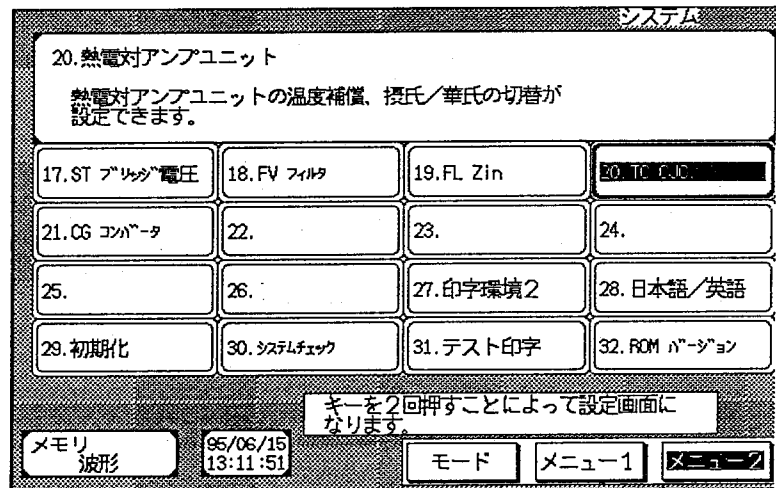 システム
20.熱電対アンプユニット
熱電対アンプユニットの温度補償、摂氏／華氏の切替が
設定できます。
17.ST ブリッジ電圧
18.FV フィルタ
19.FL Zin
20.TC CJC
21.CG コンバータ
22.
23.
24.
25.
26.
27.印字環境2
28.日本語／英語
29.初期化
30.システムチェック
31.テスト印字
32.ROM バージョン
キーを2回押すことによって設定画面に
なります。
メモリ
波形
95/06/15
13:11:51
モード
メニュー1
メニュー2